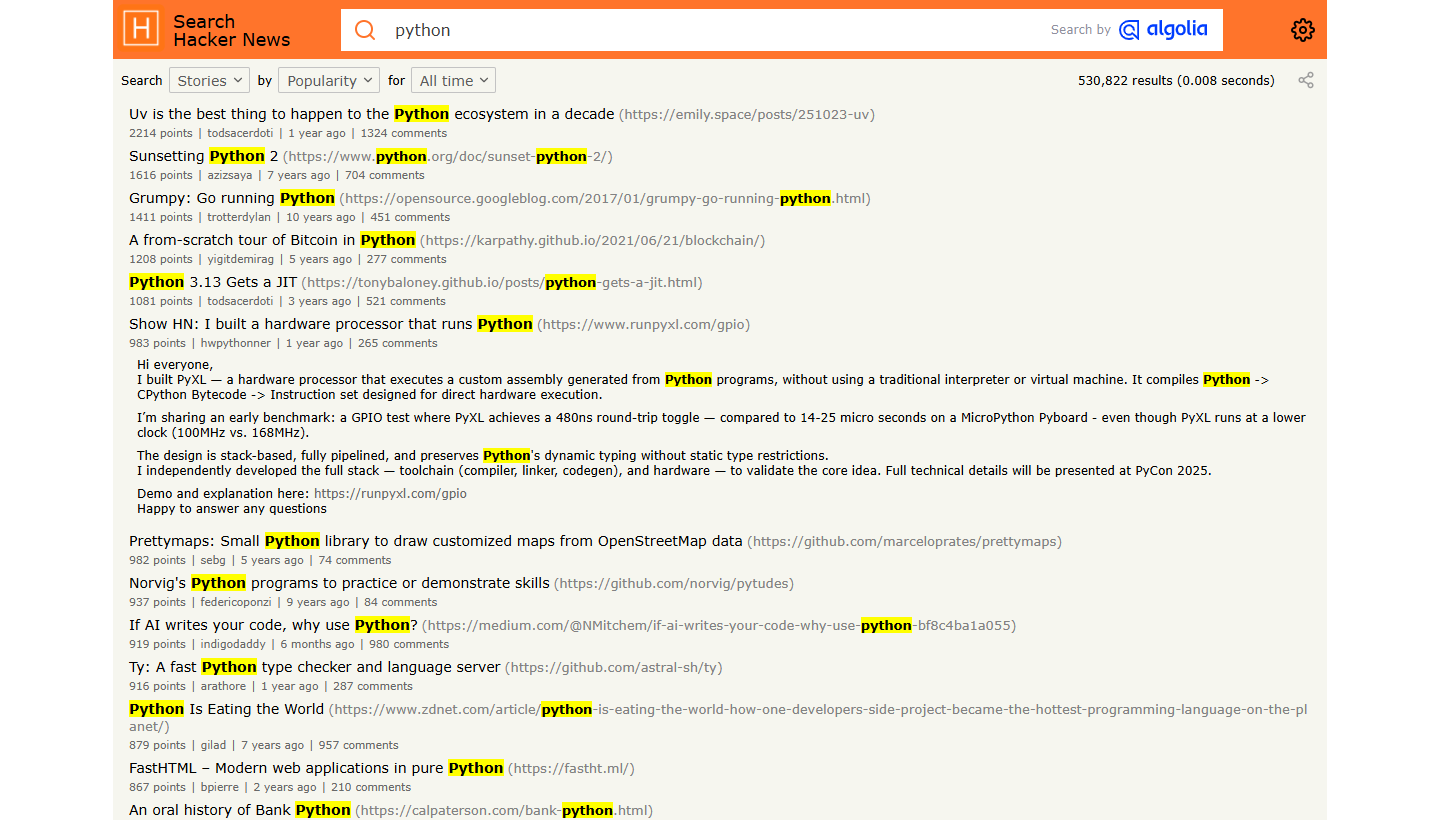 H
Search
Hacker News
python
Search by algolia
Search Stories by Popularity for All time
530,822 results (0.008 seconds)
Uv is the best thing to happen to the Python ecosystem in a decade (https://emily.space/posts/251023-uv)
2214 points | todsacerdoti | 1 year ago | 1324 comments
Sunsetting Python 2 (https://www.python.org/doc/sunset-python-2/)
1616 points | azizsaya | 7 years ago | 704 comments
Grumpy: Go running Python (https://opensource.googleblog.com/2017/01/grumpy-go-running-python.html)
1411 points | trotterdylan | 10 years ago | 451 comments
A from-scratch tour of Bitcoin in Python (https://karpathy.github.io/2021/06/21/blockchain/)
1208 points | yigitdemirag | 5 years ago | 277 comments
Python 3.13 Gets a JIT (https://tonybaloney.github.io/posts/python-gets-a-jit.html)
1081 points | todsacerdoti | 3 years ago | 521 comments
Show HN: I built a hardware processor that runs Python (https://www.runpyxl.com/gpio)
983 points | hwpythonner | 1 year ago | 265 comments
Hi everyone,
I built PyXL — a hardware processor that executes a custom assembly generated from Python programs, without using a traditional interpreter or virtual machine. It compiles Python ->
CPython Bytecode -> Instruction set designed for direct hardware execution.
I’m sharing an early benchmark: a GPIO test where PyXL achieves a 480ns round-trip toggle — compared to 14-25 micro seconds on a MicroPython Pyboard - even though PyXL runs at a lower
clock (100MHz vs. 168MHz).
The design is stack-based, fully pipelined, and preserves Python's dynamic typing without static type restrictions.
I independently developed the full stack — toolchain (compiler, linker, codegen), and hardware — to validate the core idea. Full technical details will be presented at PyCon 2025.
Demo and explanation here: https://runpyxl.com/gpio
Happy to answer any questions
Prettymaps: Small Python library to draw customized maps from OpenStreetMap data (https://github.com/marceloprates/prettymaps)
982 points | sebg | 5 years ago | 74 comments
Norvig's Python programs to practice or demonstrate skills (https://github.com/norvig/pytudes)
937 points | federicoponzi | 9 years ago | 84 comments
If AI writes your code, why use Python? (https://medium.com/@NMitchem/if-ai-writes-your-code-why-use-python-bf8c4ba1a055)
919 points | indigodaddy | 6 months ago | 980 comments
Ty: A fast Python type checker and language server (https://github.com/astral-sh/ty)
916 points | arathore | 1 year ago | 287 comments
Python Is Eating the World (https://www.zdnet.com/article/python-is-eating-the-world-how-one-developers-side-project-became-the-hottest-programming-language-on-the-pl
anet/)
879 points | gilad | 7 years ago | 957 comments
FastHTML – Modern web applications in pure Python (https://fastht.ml/)
867 points | bpierre | 2 years ago | 210 comments
An oral history of Bank Python (https://calpaterson.com/bank-python.html)